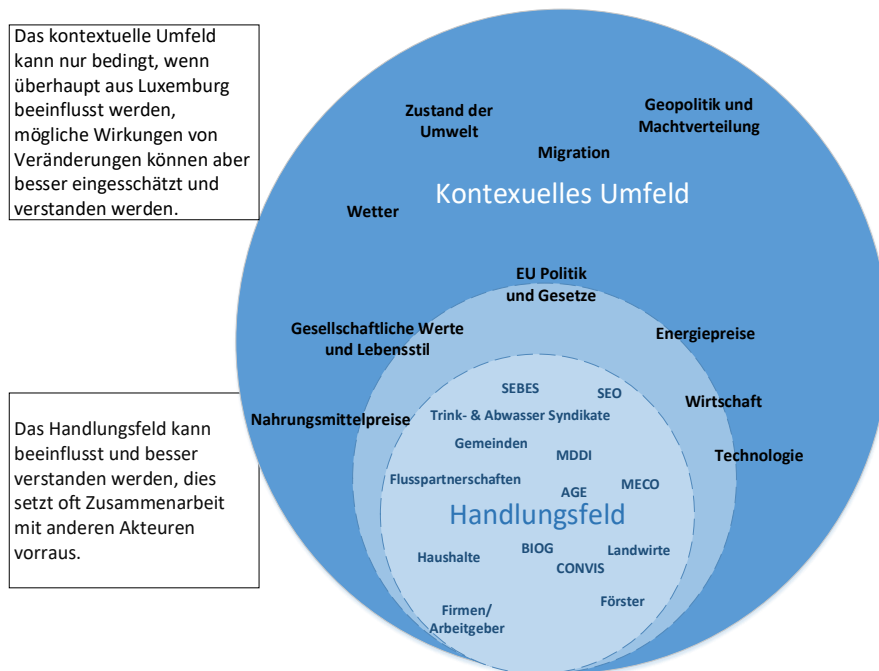 Das kontextuelle Umfeld
kann nur bedingt, wenn
überhaupt aus Luxemburg
beeinflusst werden,
mögliche Wirkungen von
Veränderungen können aber
besser eingeschätzt und
verstanden werden.
Zustand der
Umwelt
Geopolitik und
Machtverteilung
Migration
Kontexuelles Umfeld
Wetter
EU Politik
und Gesetze
Gesellschaftliche Werte
und Lebensstil
Energiepreise
Nahrungsmittelpreise
Wirtschaft
Technologie
Das Handlungsfeld kann
beeinflusst und besser
verstanden werden, dies
setzt oft Zusammenarbeit
mit anderen Akteuren
vorraus.
SEBES
SEO
Trink- & Abwasser Syndikate
Gemeinden
MDDI
Flusspartnerschaften
AGE
MECO
Handlungsfeld
Haushalte
BIOG
Landwirte
CONVIS
Firmen/
Arbeitgeber
Förster